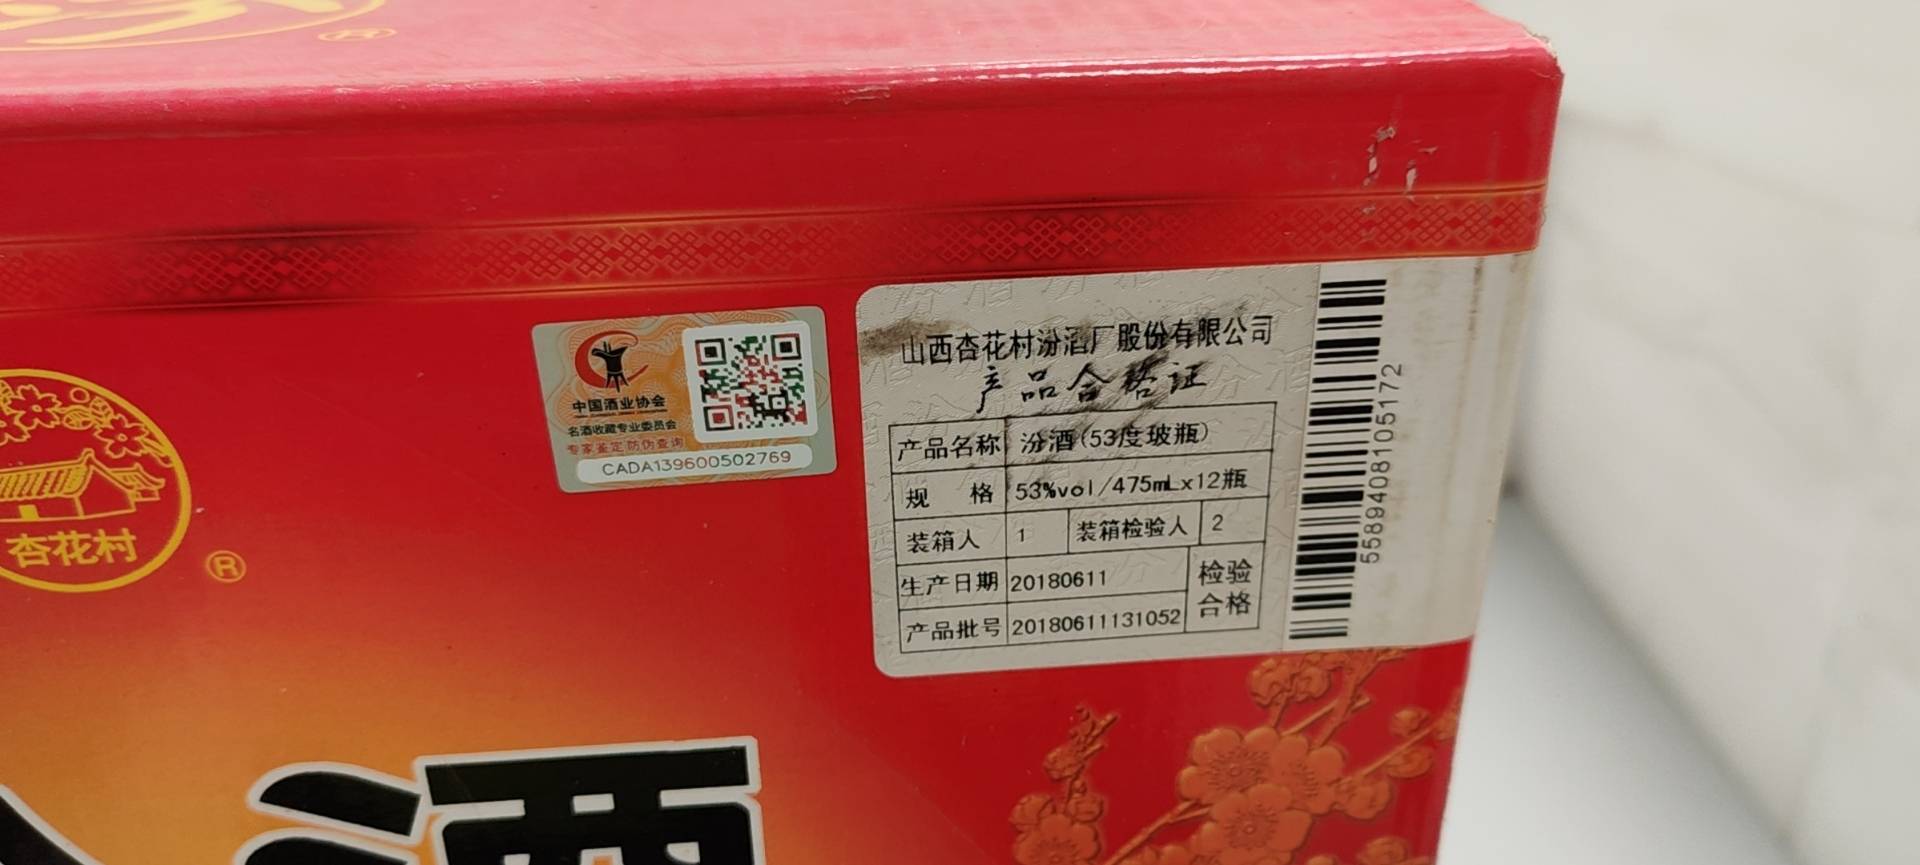 ®
中国酒业协会
名酒收藏专业委员会
专家鉴定防伪查询
CADA139600502769
杏花村
®
山西杏花村汾酒厂股份有限公司
产品合格证
产品名称 汾酒(53度玻瓶)
规 格 53%vol/475mLx12瓶
装箱人 1 装箱检验人 2
生产日期 20180611 检验
产品批号 20180611131052 合格
5589408105172
酒